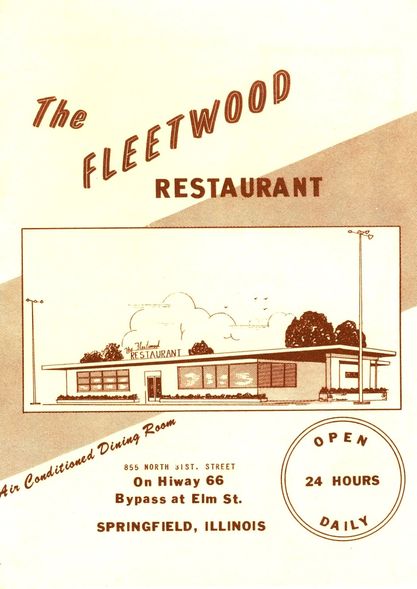 The
FLEETWOOD
RESTAURANT
The Fleetwood
RESTAURANT
Air Conditioned Dining Room
855 NORTH 31ST. STREET
On Hiway 66
Bypass at Elm St.
SPRINGFIELD, ILLINOIS
OPEN
24 HOURS
DAILY